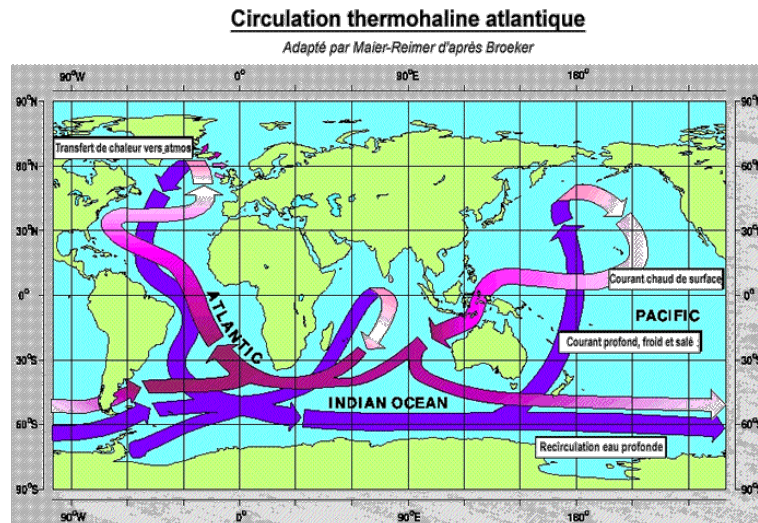 Circulation thermohaline atlantique
Adapté par Maier-Reimer d'après Broeker
90°W 0° 90°E 180°
90°N 90°N
Transfert de chaleur vers atmos
60°N 60°N
30°N 30°N
Courant chaud de surface
0° 0°
ATLANTIC
PACIFIC
Courant profond, froid et salé
30°S 30°S
INDIAN OCEAN
60°S 60°S
Recirculation eau profonde
90°S 90°S
90°W 0° 90°E 180°